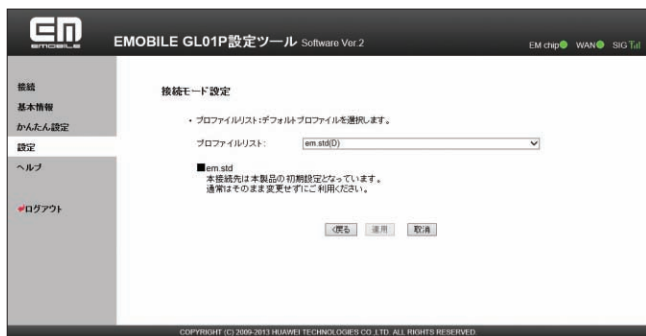 EM
EMOBILE
EMOBILE GL01P設定ツール Software Ver.2
EM chip WAN SIG
接続
基本情報
かんたん設定
設定
ヘルプ
ログアウト
接続モード設定
・プロファイルリスト:デフォルトプロファイルを選択します。
プロファイルリスト: em.std(D)
■em.std
本接続先は本製品の初期設定となっています。
通常はそのまま変更せずにご利用ください。
<戻る 適用 取消
COPYRIGHT (C) 2009-2013 HUAWEI TECHNOLOGIES CO.,LTD. ALL RIGHTS RESERVED.